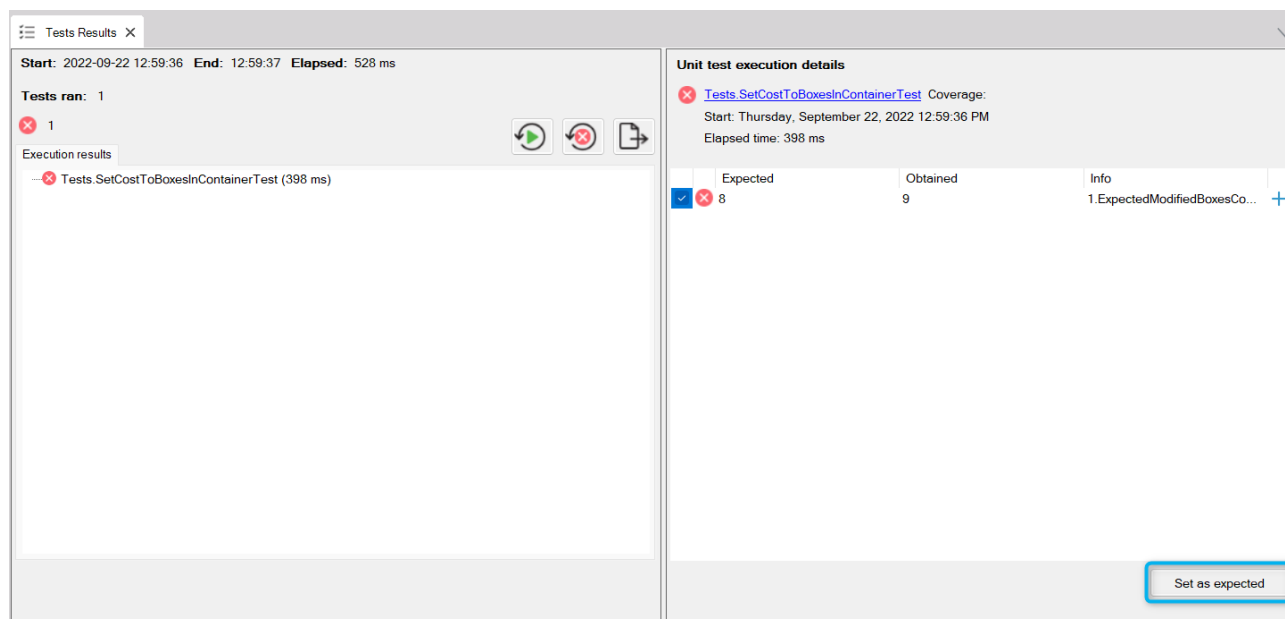 Tests Results
Start: 2022-09-22 12:59:36 End: 12:59:37 Elapsed: 528 ms
Tests ran: 1
1
Execution results
Tests.SetCostToBoxesInContainerTest (398 ms)
Unit test execution details
Tests.SetCostToBoxesInContainerTest Coverage:
Start: Thursday, September 22, 2022 12:59:36 PM
Elapsed time: 398 ms
Expected Obtained Info
8 9 1.ExpectedModifiedBoxesCo...
Set as expected